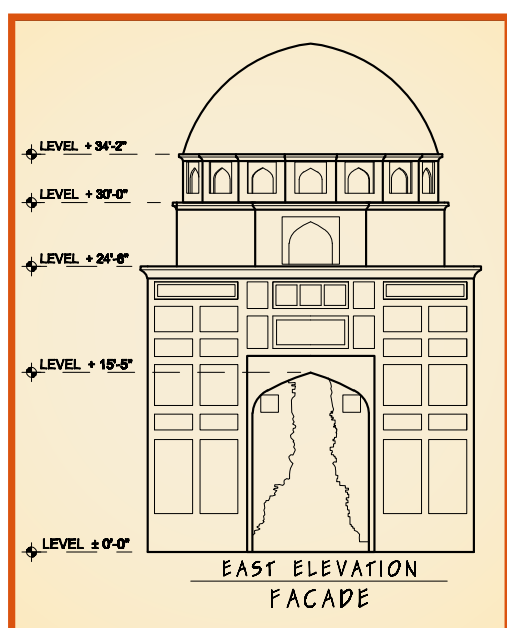 LEVEL + 34'-2"
LEVEL + 30'-0"
LEVEL + 24'-6"
LEVEL + 15'-5"
LEVEL ± 0'-0"
EAST ELEVATION
FACADE